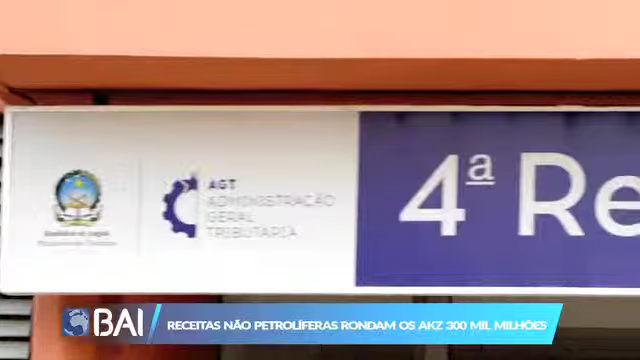 AGT
ADMINISTRAÇÃO
GERAL
TRIBUTÁRIA
4ª Re
BAI
RECEITAS NÃO PETROLÍFERAS RONDAM OS AKZ 300 MIL MILHÕES